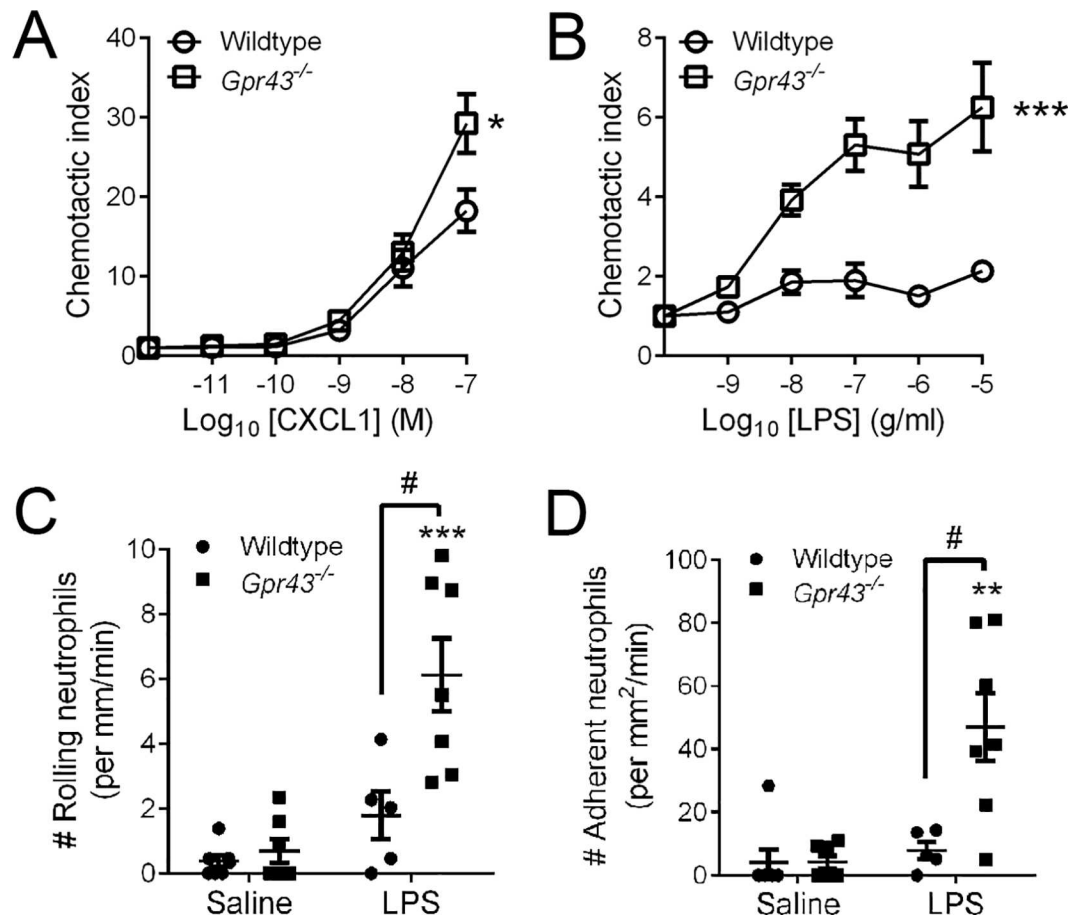 A
Wildtype
Gpr43-/-
Chemotactic index
40
30
20
10
0
*
-11 -10 -9 -8 -7
Log10 [CXCL1] (M)
B
Wildtype
Gpr43-/-
Chemotactic index
8
6
4
2
0
***
-9 -8 -7 -6 -5
Log10 [LPS] (g/ml)
C
Wildtype
Gpr43-/-
# Rolling neutrophils
(per mm/min)
10
8
6
4
2
0
#
***
Saline LPS
D
Wildtype
Gpr43-/-
# Adherent neutrophils
(per mm2/min)
100
80
60
40
20
0
#
**
Saline LPS